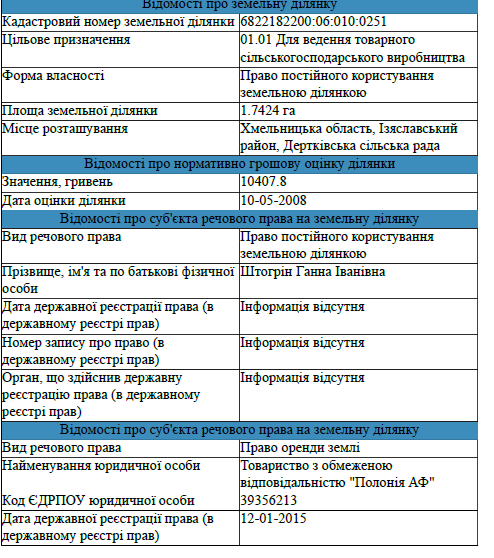 Відомості про земельну ділянку
Кадастровий номер земельної ділянки 6822182200:06:010:0251
Цільове призначення 01.01 Для ведення товарного
сільськогосподарського виробництва
Форма власності Право постійного користування
земельною ділянкою
Площа земельної ділянки 1.7424 га
Місце розташування Хмельницька область, Ізяславський
район, Дертківська сільська рада
Відомості про нормативно грошову оцінку ділянки
Значення, гривень 10407.8
Дата оцінки ділянки 10-05-2008
Відомості про суб'єкта речового права на земельну ділянку
Вид речового права Право постійного користування
земельною ділянкою
Прізвище, ім'я та по батькові фізичної Штогрін Ганна Іванівна
особи
Дата державної реєстрації права (в Інформація відсутня
державному реєстрі прав)
Номер запису про право (в Інформація відсутня
державному реєстрі прав)
Орган, що здійснив державну Інформація відсутня
реєстрацію права (в державному
реєстрі прав)
Відомості про суб'єкта речового права на земельну ділянку
Вид речового права Право оренди землі
Найменування юридичної особи Товариство з обмеженою
відповідальністю "Полонія АФ"
Код ЄДРПОУ юридичної особи 39356213
Дата державної реєстрації права (в 12-01-2015
державному реєстрі прав)